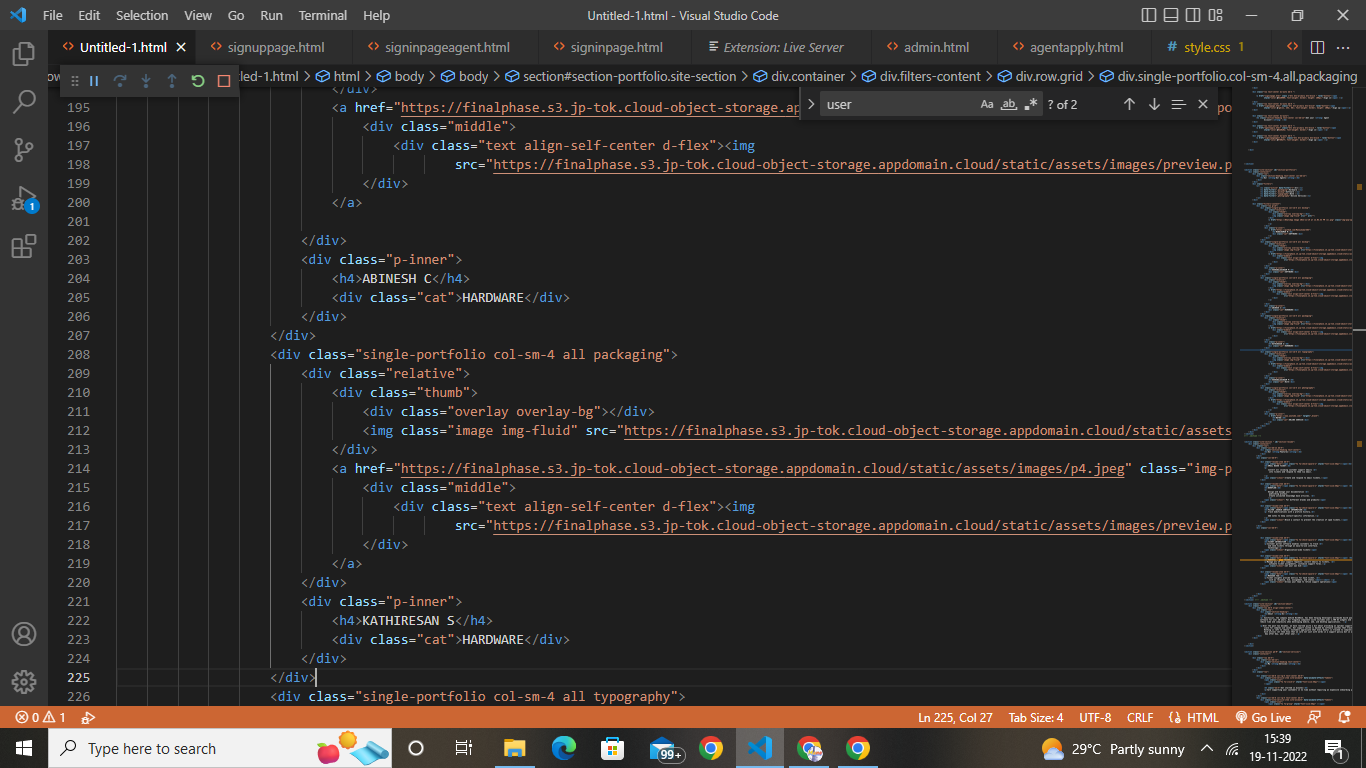 File Edit Selection View Go Run Terminal Help Untitled-1.html - Visual Studio Code
Untitled-1.html signuppage.html signinpageagent.html signinpage.html Extension: Live Server admin.html agentapply.html style.css 1
led-1.html > html > body > body > section#section-portfolio.site-section > div.container > div.filters-content > div.row.grid > div.single-portfolio.col-sm-4.all.packaging
user Aa ab ? of 2
195 <a href="https://finalphase.s3.jp-tok.cloud-object-storage.ap
196 <div class="middle">
197 <div class="text align-self-center d-flex"><img
198 src="https://finalphase.s3.jp-tok.cloud-object-storage.appdomain.cloud/static/assets/images/preview.p
199 </div>
200 </a>
201
202 </div>
203 <div class="p-inner">
204 <h4>ABINESH C</h4>
205 <div class="cat">HARDWARE</div>
206 </div>
207 </div>
208 <div class="single-portfolio col-sm-4 all packaging">
209 <div class="relative">
210 <div class="thumb">
211 <div class="overlay overlay-bg"></div>
212 <img class="image img-fluid" src="https://finalphase.s3.jp-tok.cloud-object-storage.appdomain.cloud/static/assets
213 </div>
214 <a href="https://finalphase.s3.jp-tok.cloud-object-storage.appdomain.cloud/static/assets/images/p4.jpeg" class="img-p
215 <div class="middle">
216 <div class="text align-self-center d-flex"><img
217 src="https://finalphase.s3.jp-tok.cloud-object-storage.appdomain.cloud/static/assets/images/preview.p
218 </div>
219 </a>
220 </div>
221 <div class="p-inner">
222 <h4>KATHIRESAN S</h4>
223 <div class="cat">HARDWARE</div>
224 </div>
225 </div>
226 <div class="single-portfolio col-sm-4 all typography">
1
0 1 Ln 225, Col 27 Tab Size: 4 UTF-8 CRLF HTML Go Live
Type here to search 99+ 29°C Partly sunny 15:39
19-11-2022 1